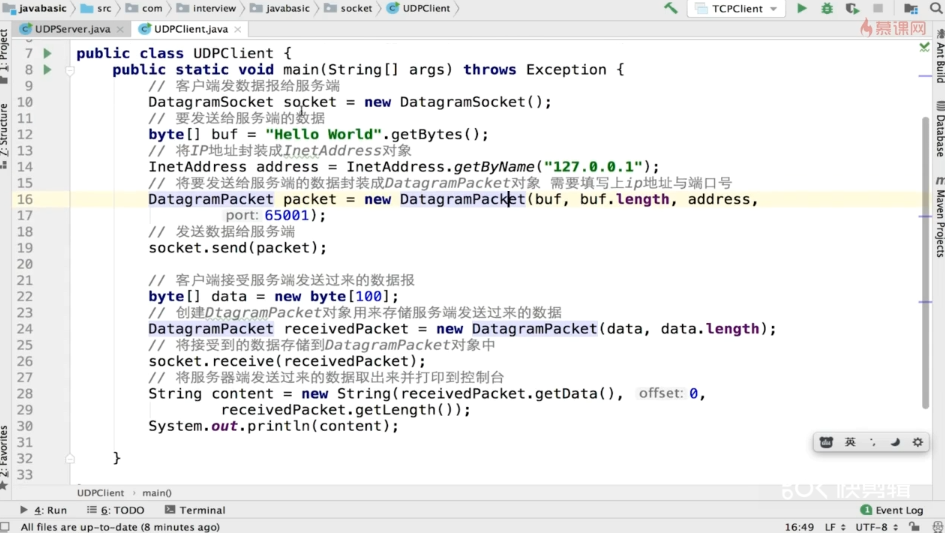 javabasic src com interview javabasic socket UDPClient TCPClient
慕课网
UDPServer.java UDPClient.java
1: Project
7: Structure
2: Favorites
Ant Build
Database
Maven Projects
7 public class UDPClient {
8 public static void main(String[] args) throws Exception {
9 // 客户端发数据报给服务端
10 DatagramSocket socket = new DatagramSocket();
11 // 要发送给服务端的数据
12 byte[] buf = "Hello World".getBytes();
13 // 将IP地址封装成InetAddress对象
14 InetAddress address = InetAddress.getByName("127.0.0.1");
15 // 将要发送给服务端的数据封装成DatagramPacket对象 需要填写上ip地址与端口号
16 DatagramPacket packet = new DatagramPacket(buf, buf.length, address,
17 port: 65001);
18 // 发送数据给服务端
19 socket.send(packet);
20
21 // 客户端接受服务端发送过来的数据报
22 byte[] data = new byte[100];
23 // 创建DtagramPacket对象用来存储服务端发送过来的数据
24 DatagramPacket receivedPacket = new DatagramPacket(data, data.length);
25 // 将接受到的数据存储到DatagramPacket对象中
26 socket.receive(receivedPacket);
27 // 将服务器端发送过来的数据取出来并打印到控制台
28 String content = new String(receivedPacket.getData(), offset: 0,
29 receivedPacket.getLength());
30 System.out.println(content);
31
32 }
33
英
快剪辑
UDPClient › main()
4: Run 6: TODO Terminal 1 Event Log
All files are up-to-date (8 minutes ago) 16:49 LF UTF-8